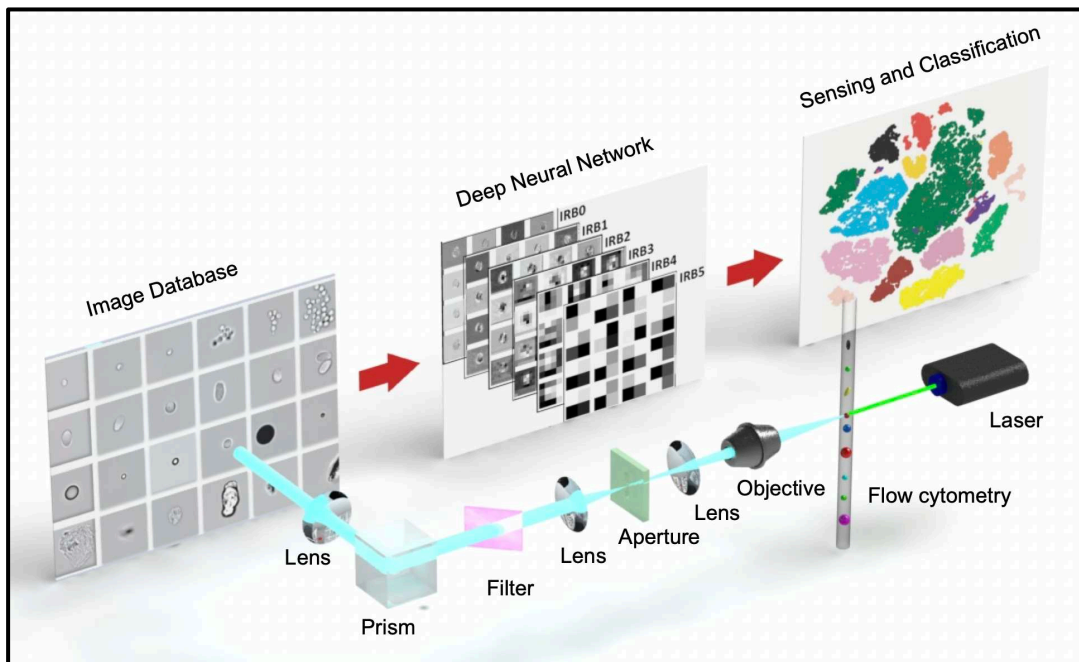 Sensing and Classification
Deep Neural Network
IRB0
IRB1
IRB2
IRB3
IRB4
IRB5
Image Database
Laser
Flow cytometry
Objective
Lens
Aperture
Lens
Filter
Lens
Prism